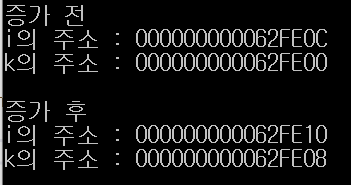 증가 전
i의 주소 : 000000000062FE0C
k의 주소 : 000000000062FE00
증가 후
i의 주소 : 000000000062FE10
k의 주소 : 000000000062FE08